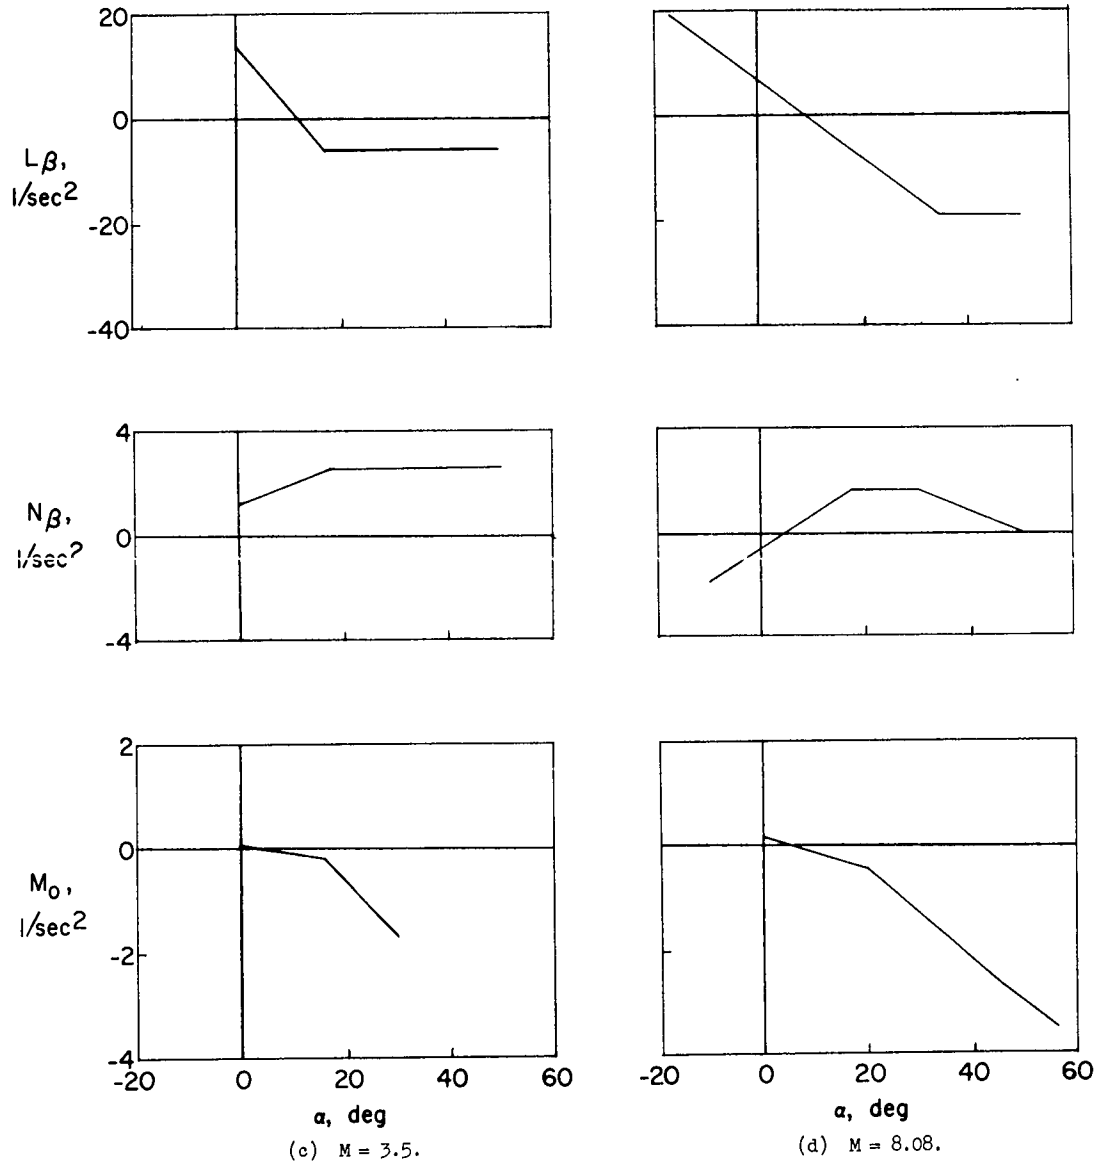 20
0
-20
-40
Lβ,
1/sec2
4
0
-4
Nβ,
1/sec2
2
0
-2
-4
Mo,
1/sec2
-20 0 20 40 60
α, deg
(c) M = 3.5.
-20 0 20 40 60
α, deg
(d) M = 8.08.